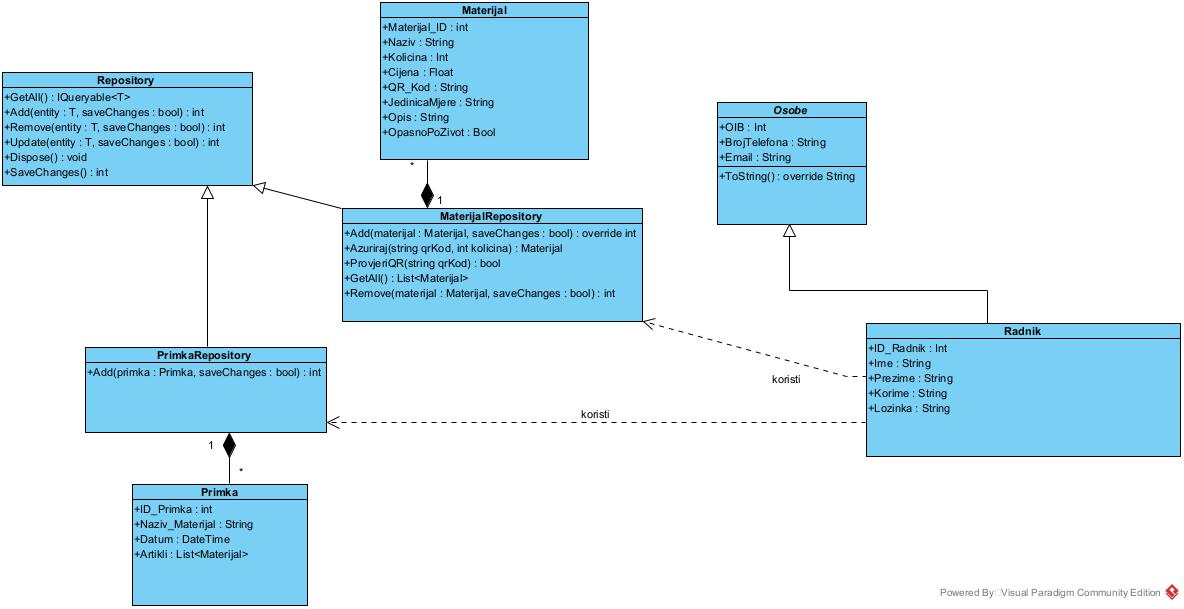 Materijal
+Materijal_ID : int
+Naziv : String
+Kolicina : Int
+Cijena : Float
+QR_Kod : String
+JedinicaMjere : String
+Opis : String
+OpasnoPoZivot : Bool
Repository
+GetAll() : IQueryable<T>
+Add(entity : T, saveChanges : bool) : int
+Remove(entity : T, saveChanges : bool) : int
+Update(entity : T, saveChanges : bool) : int
+Dispose() : void
+SaveChanges() : int
Osobe
+OIB : Int
+BrojTelefona : String
+Email : String
+ToString() : override String
*
1
MaterijalRepository
+Add(materijal : Materijal, saveChanges : bool) : override int
+Azuriraj(string qrKod, int kolicina) : Materijal
+ProvjeriQR(string qrKod) : bool
+GetAll() : List<Materijal>
+Remove(materijal : Materijal, saveChanges : bool) : int
Radnik
+ID_Radnik : Int
+Ime : String
+Prezime : String
+Korime : String
+Lozinka : String
koristi
koristi
PrimkaRepository
+Add(primka : Primka, saveChanges : bool) : int
1
*
Primka
+ID_Primka : int
+Naziv_Materijal : String
+Datum : DateTime
+Artikli : List<Materijal>
Powered By Visual Paradigm Community Edition